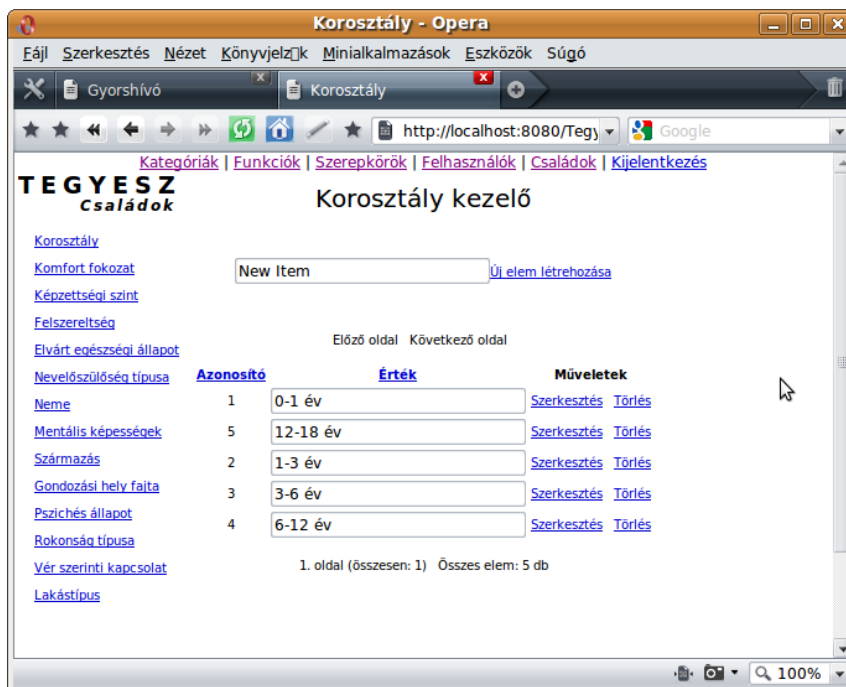 Korosztály - Opera
Fájl Szerkesztés Nézet Könyvjelz▯k Minialkalmazások Eszközök Súgó
Gyorshívó Korosztály
http://localhost:8080/Tegy Google
Kategóriák | Funkciók | Szerepkörök | Felhasználók | Családok | Kijelentkezés
TEGYESZ
Családok
Korosztály kezelő
Korosztály
Komfort fokozat
Képzettségi szint
Felszereltség
Elvárt egészségi állapot
Nevelőszülőség típusa
Neme
Mentális képességek
Származás
Gondozási hely fajta
Pszichés állapot
Rokonság típusa
Vér szerinti kapcsolat
Lakástípus
New Item Új elem létrehozása
Előző oldal Következő oldal
Azonosító Érték Műveletek
1 0-1 év Szerkesztés Törlés
5 12-18 év Szerkesztés Törlés
2 1-3 év Szerkesztés Törlés
3 3-6 év Szerkesztés Törlés
4 6-12 év Szerkesztés Törlés
1. oldal (összesen: 1) Összes elem: 5 db
100%